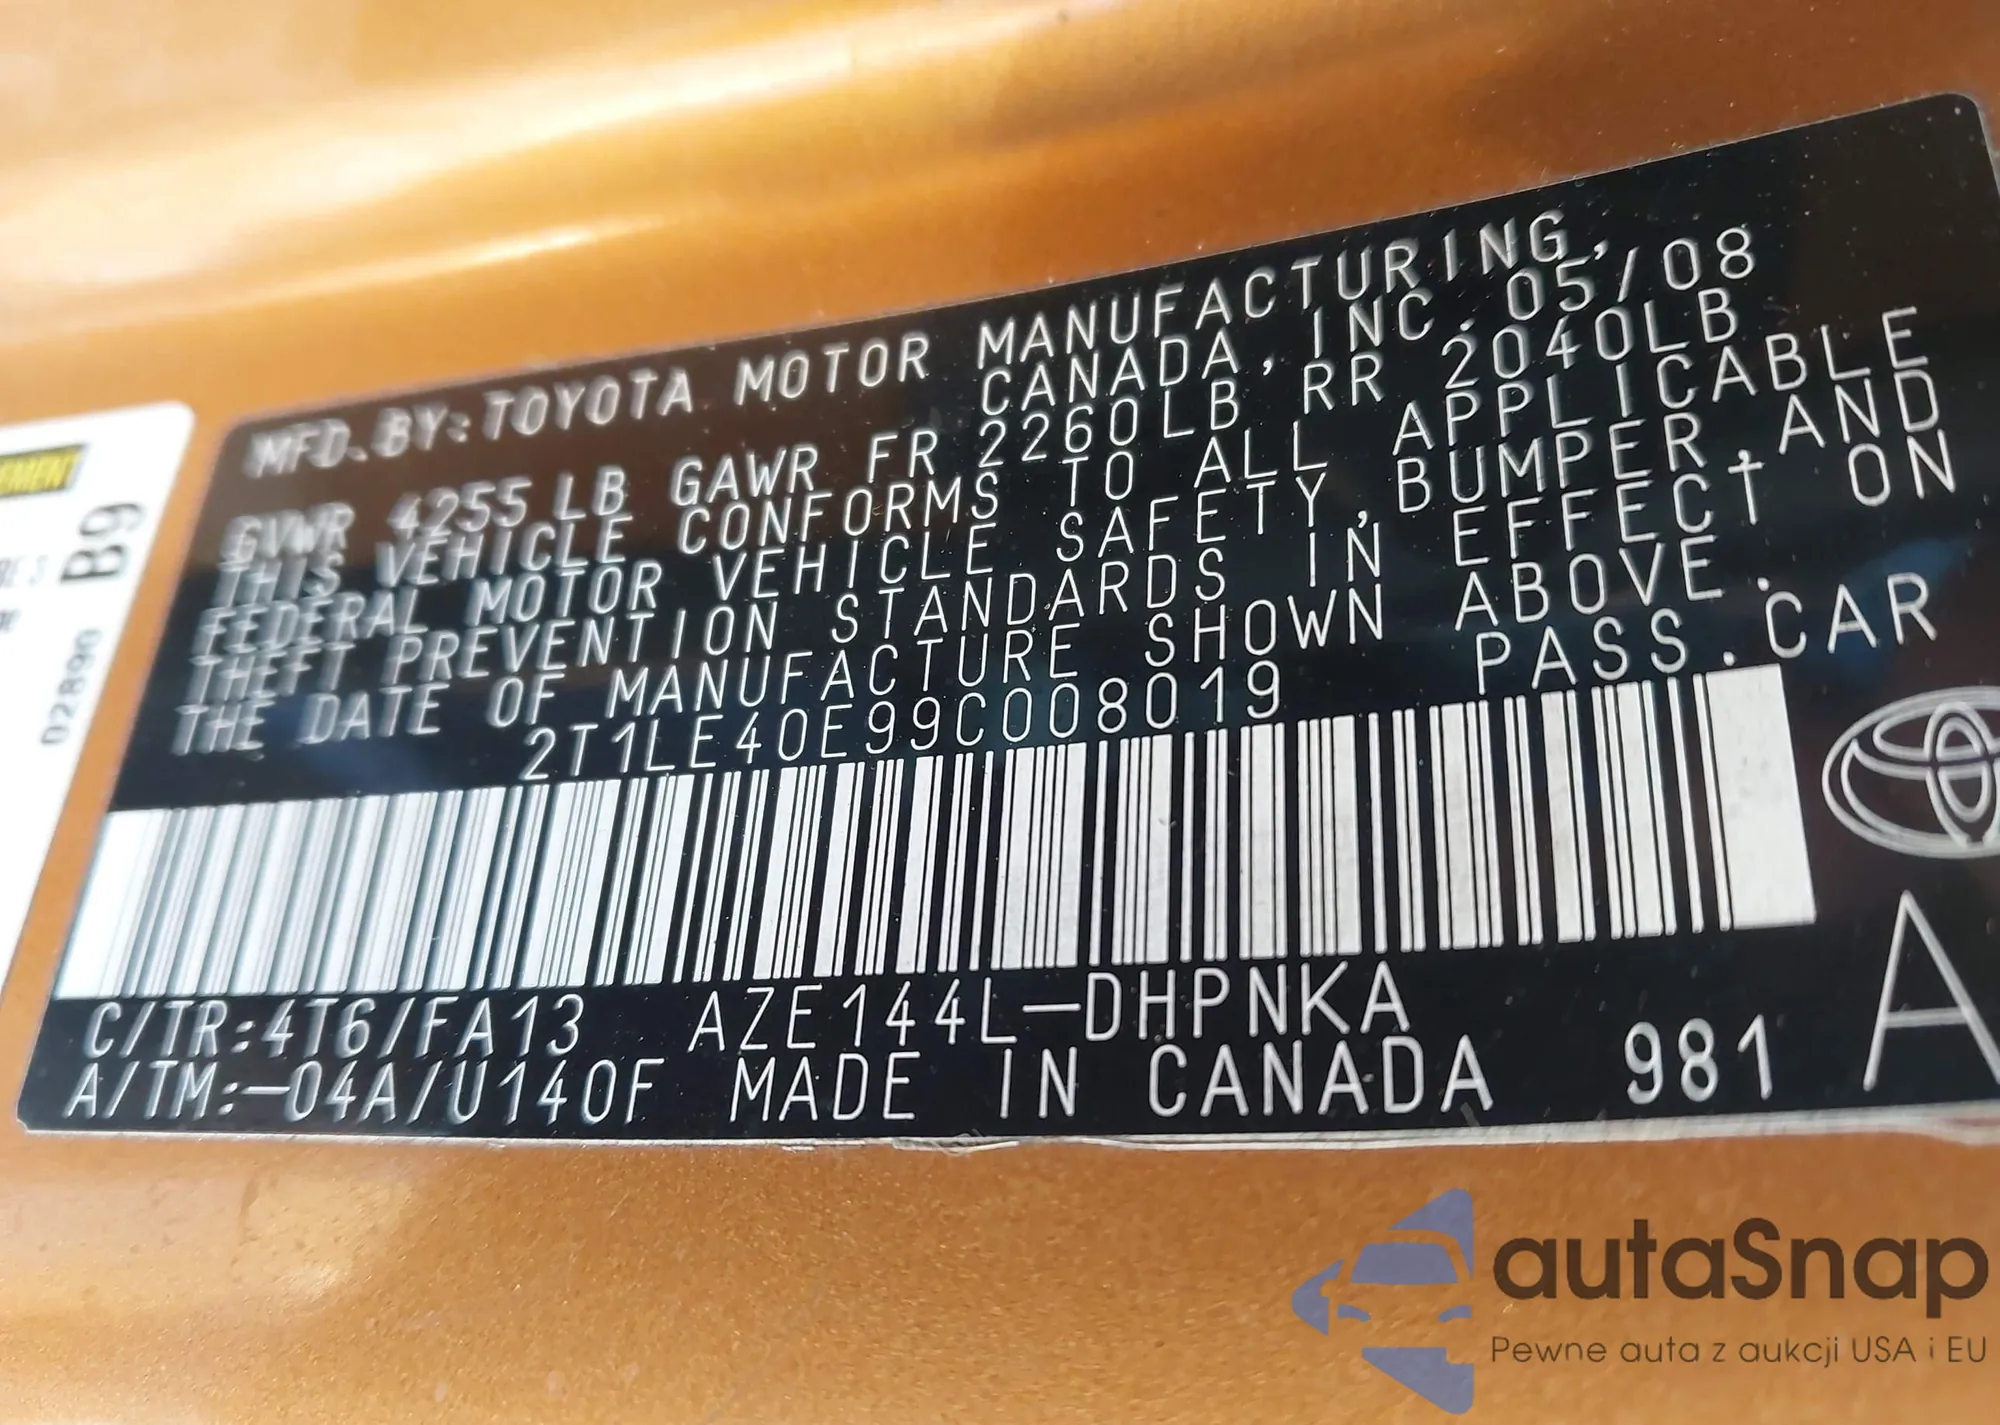 MFD.BY:TOYOTA MOTOR MANUFACTURING,
CANADA, INC. 05/08
GVWR 4255LB GAWR FR 2260LB RR 2040LB
THIS VEHICLE CONFORMS TO ALL APPLICABLE
FEDERAL MOTOR VEHICLE SAFETY, BUMPER, AND
THEFT PREVENTION STANDARDS IN EFFECT ON
THE DATE OF MANUFACTURE SHOWN ABOVE.
2T1LE40E99C008019 PASS.CAR
C/TR:4T6/FA13 AZE144L-DHPNKA
A/TM:-04A/U140F MADE IN CANADA 981 A
B9
02890
autaSnap
Pewne auta z aukcji USA i EU